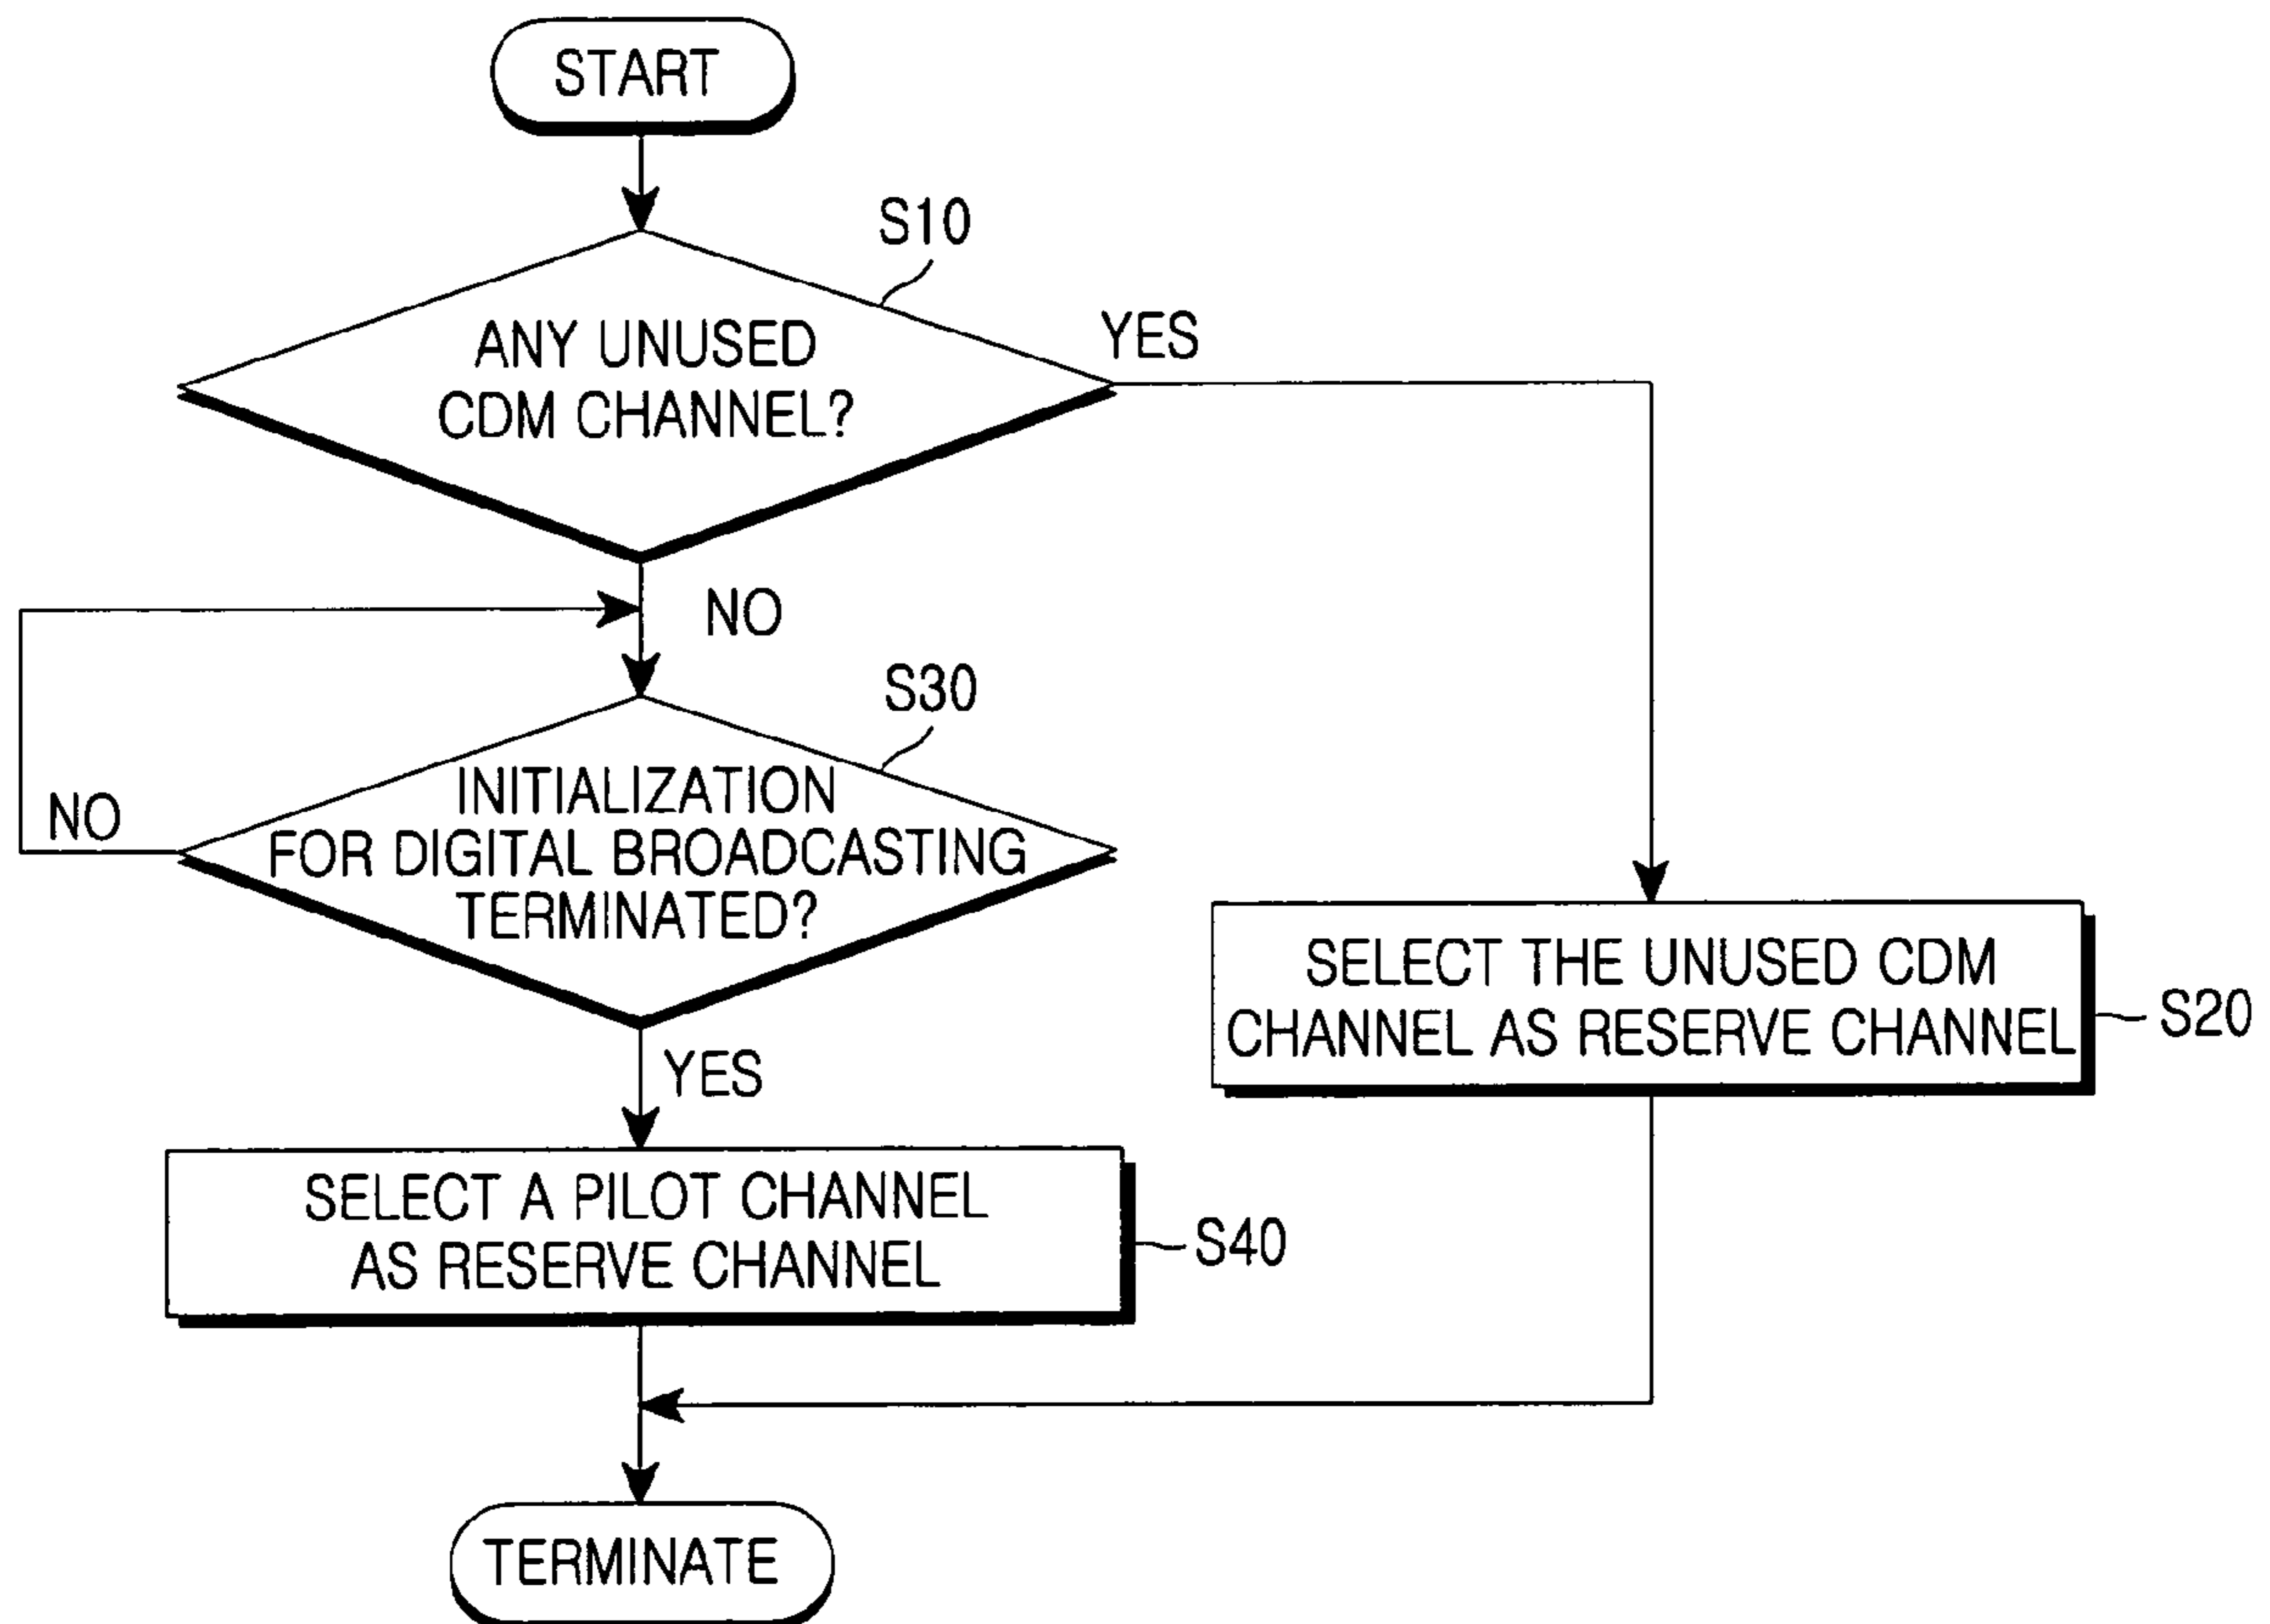 START
S10
ANY UNUSED
CDM CHANNEL?
YES
NO
S30
INITIALIZATION
FOR DIGITAL BROADCASTING
TERMINATED?
NO
SELECT THE UNUSED CDM
CHANNEL AS RESERVE CHANNEL
S20
YES
SELECT A PILOT CHANNEL
AS RESERVE CHANNEL
S40
TERMINATE